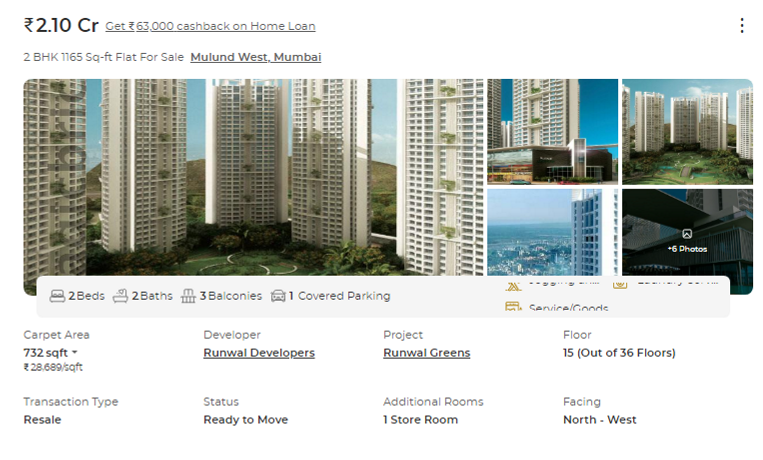 ₹2.10 Cr Get ₹63,000 cashback on Home Loan
2 BHK 1165 Sq-ft Flat For Sale Mulund West, Mumbai
+6 Photos
2 Beds 2 Baths 3 Balconies 1 Covered Parking
Service/Goods
Carpet Area Developer Project Floor
732 sqft Runwal Developers Runwal Greens 15 (Out of 36 Floors)
₹28,689/sqft
Transaction Type Status Additional Rooms Facing
Resale Ready to Move 1 Store Room North - West